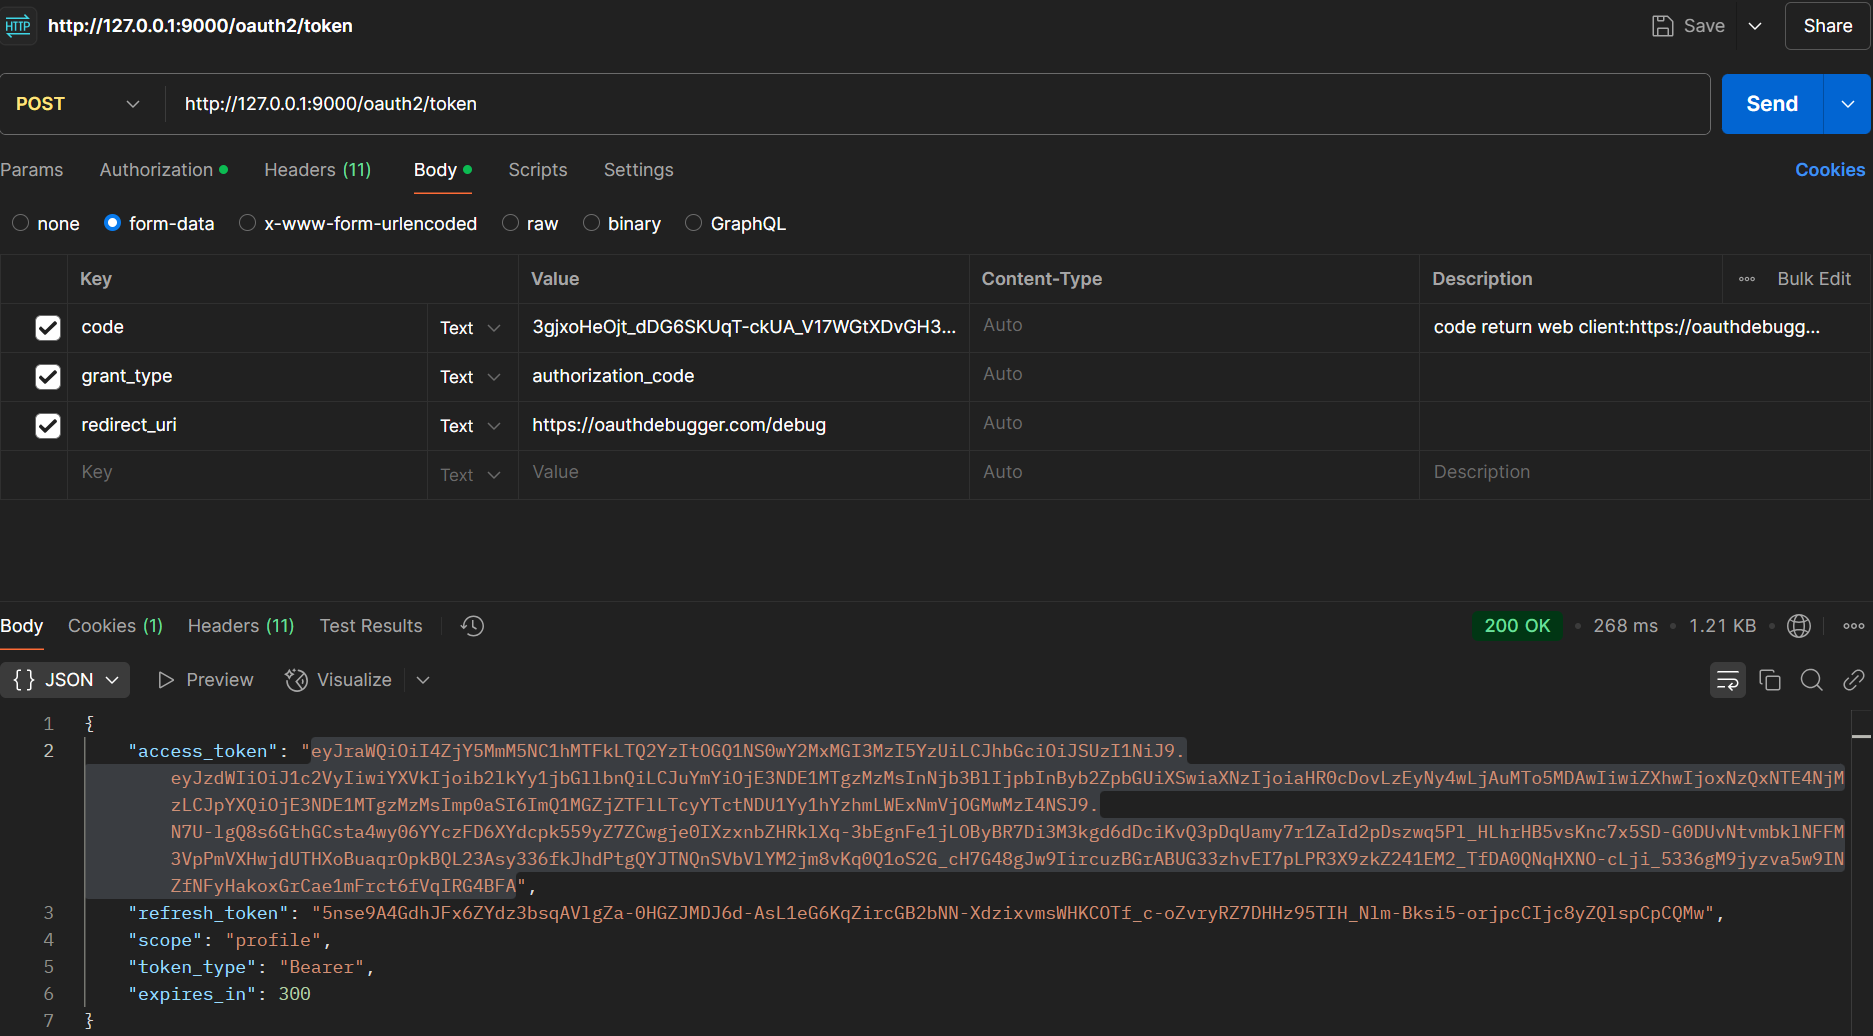 HTTP http://127.0.0.1:9000/oauth2/token Save Share
POST http://127.0.0.1:9000/oauth2/token Send
Params Authorization Headers (11) Body Scripts Settings Cookies
none form-data x-www-form-urlencoded raw binary GraphQL
Key Value Content-Type Description Bulk Edit
code Text 3gjxoHeOjt_dDG6SKUqT-ckUA_V17WGtXDvGH3... Auto code return web client:https://oauthdebugg...
grant_type Text authorization_code Auto
redirect_uri Text https://oauthdebugger.com/debug Auto
Key Text Value Auto Description
Body Cookies (1) Headers (11) Test Results 200 OK 268 ms 1.21 KB
{} JSON Preview Visualize
1 {
2 "access_token": "eyJraWQiOiI4ZjY5MmM5NC1hMTFkLTQ2YzItOGQ1NS0wY2MxMGI3MzI5YzUiLCJhbGciOiJSUzI1NiJ9.
eyJzdWIiOiJ1c2VyIiwiYXVkIjoib2lkYy1jbGllbnQiLCJuYmYiOjE3NDE1MTgzMzMsInNjb3BlIjpbInByb2ZpbGUiXSwiaXNzIjoiaHR0cDovLzEyNy4wLjAuMTo5MDAwIiwiZXhwIjoxNzQxNTE4NjM
zLCJpYXQiOjE3NDE1MTgzMzMsImp0aSI6ImQ1MGZjZTFlLTcyYTctNDU1Yy1hYzhmLWExNmVjOGMwMzI4NSJ9.
N7U-lgQ8s6GthGCsta4wy06YYczFD6XYdcpk559yZ7ZCwgje0IXzxnbZHRklXq-3bEgnFe1jLOByBR7Di3M3kgd6dDciKvQ3pDqUamy7r1ZaId2pDszwq5Pl_HLhrHB5vsKnc7x5SD-G0DUvNtvmbklNFFM
3VpPmVXHwjdUTHXoBuaqrOpkBQL23Asy336fkJhdPtgQYJTNQnSVbVlYM2jm8vKq0Q1oS2G_cH7G48gJw9IircuzBGrABUG33zhvEI7pLPR3X9zkZ241EM2_TfDA0QNqHXNO-cLji_5336gM9jyzva5w9IN
ZfNFyHakoxGrCae1mFrct6fVqIRG4BFA",
3 "refresh_token": "5nse9A4GdhJFx6ZYdz3bsqAVlgZa-0HGZJMDJ6d-AsL1eG6KqZircGB2bNN-XdzixvmsWHKCOTf_c-oZvryRZ7DHHz95TIH_Nlm-Bksi5-orjpcCIjc8yZQlspCpCQMw",
4 "scope": "profile",
5 "token_type": "Bearer",
6 "expires_in": 300
7 }